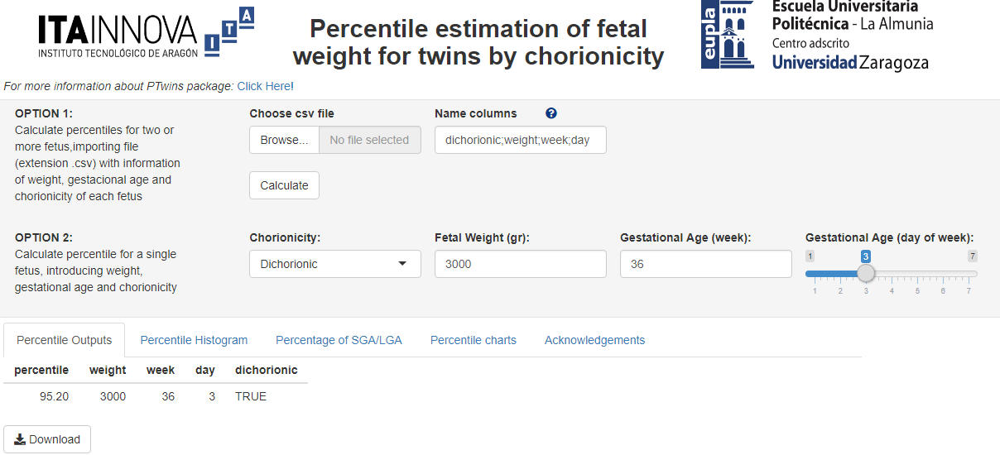 ITAINNOVA
INSTITUTO TECNOLÓGICO DE ARAGÓN
I T A
Percentile estimation of fetal
weight for twins by chorionicity
eupla
Escuela Universitaria
Politécnica - La Almunia
Centro adscrito
Universidad Zaragoza
For more information about PTwins package: Click Here!
OPTION 1:
Calculate percentiles for two or
more fetus,importing file
(extension .csv) with information
of weight, gestacional age and
chorionicity of each fetus
Choose csv file
Browse... No file selected
Name columns ?
dichorionic;weight;week;day
Calculate
OPTION 2:
Calculate percentile for a single
fetus, introducing weight,
gestational age and chorionicity
Chorionicity:
Dichorionic
Fetal Weight (gr):
3000
Gestational Age (week):
36
Gestational Age (day of week):
1 3 7
1 2 3 4 5 6 7
Percentile Outputs Percentile Histogram Percentage of SGA/LGA Percentile charts Acknowledgements
percentile weight week day dichorionic
95.20 3000 36 3 TRUE
Download